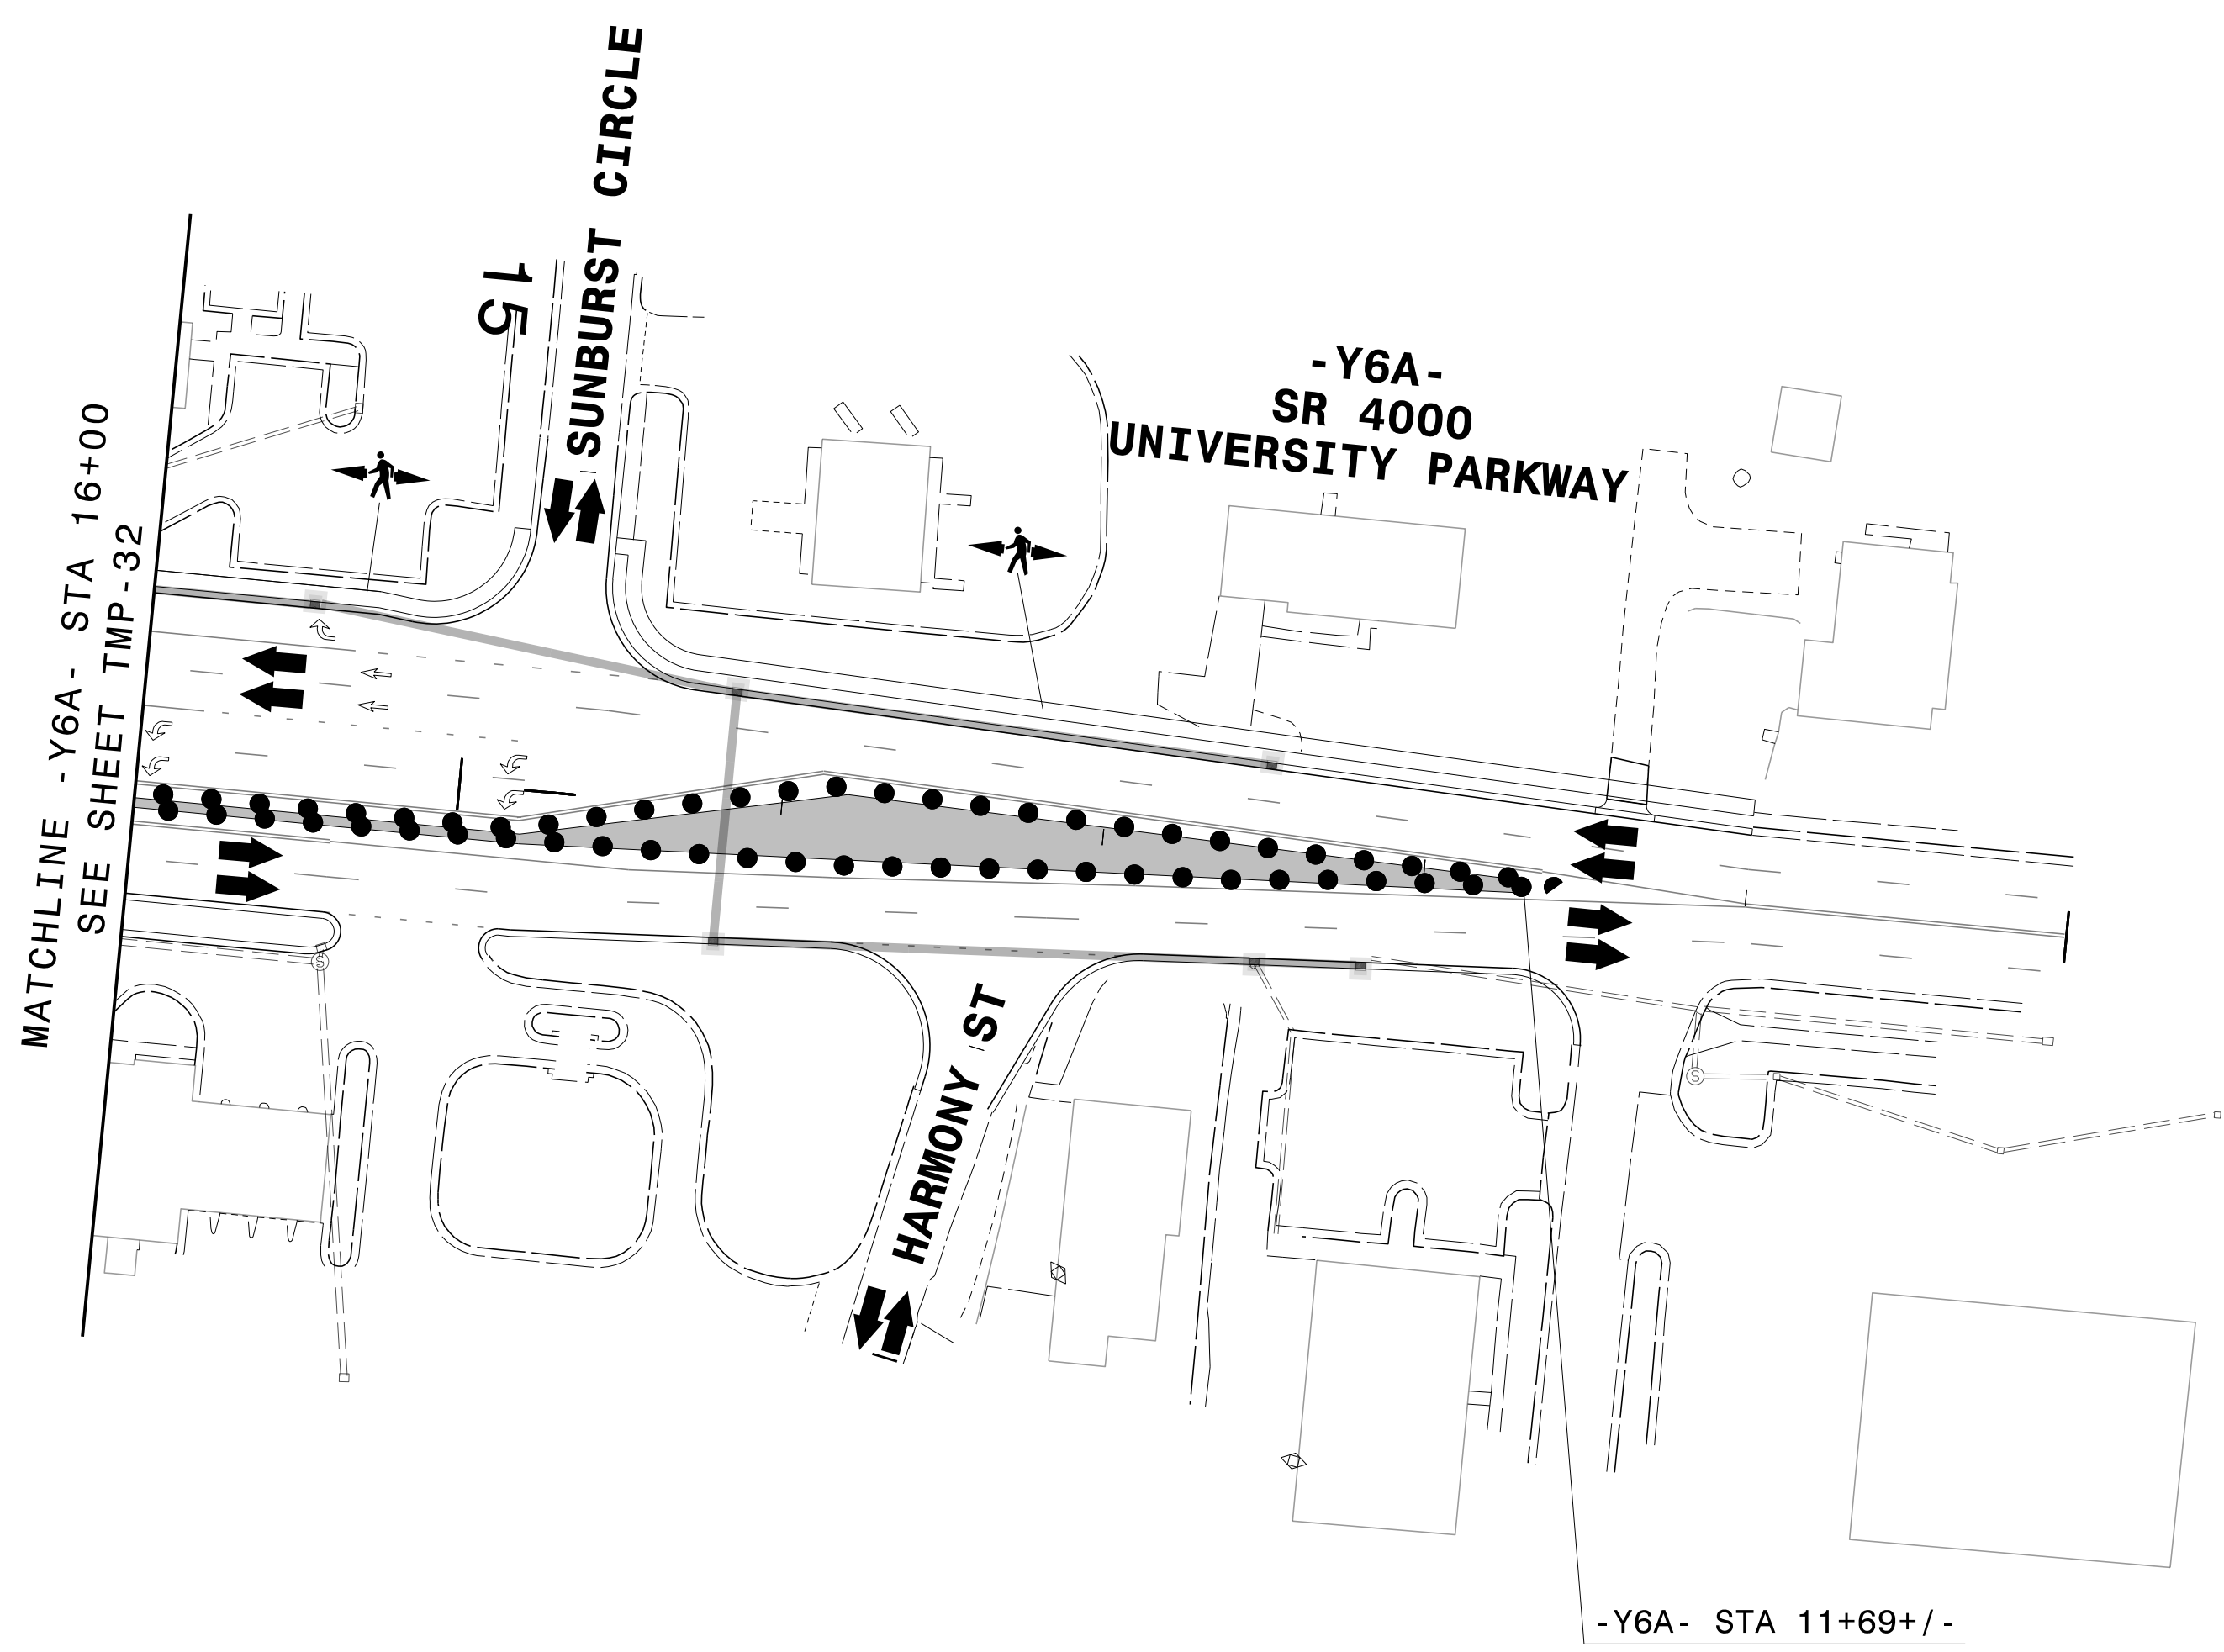 SUNBURST CIRCLE
15
-Y6A-
SR 4000
UNIVERSITY PARKWAY
MATCHLINE -Y6A- STA 16+00
SEE SHEET TMP-32
S
S
HARMONY ST
-Y6A- STA 11+69+/-